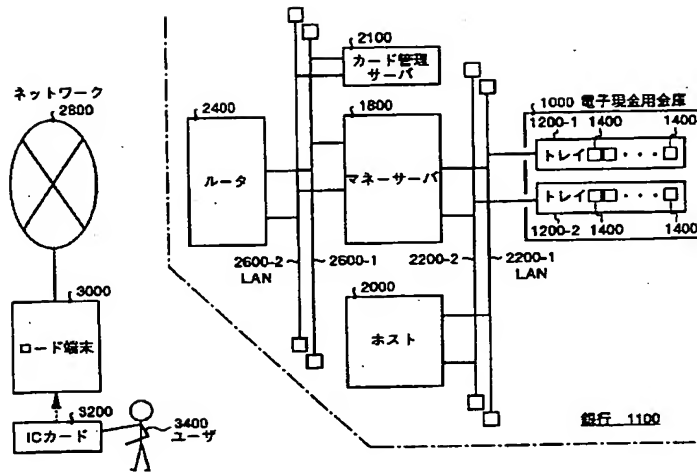 ネットワーク
2800
3000
ロード端末
3200
ICカード
3400
ユーザ
2400
ルータ
2100
カード管理
サーバ
1800
マネーサーバ
2600-2 2600-1
LAN
2200-2 2200-1
LAN
2000
ホスト
1000 電子現金用金庫
1200-1 1400 1400
トレイ ・・・
トレイ ・・・
1200-2 1400 1400
銀行 1100